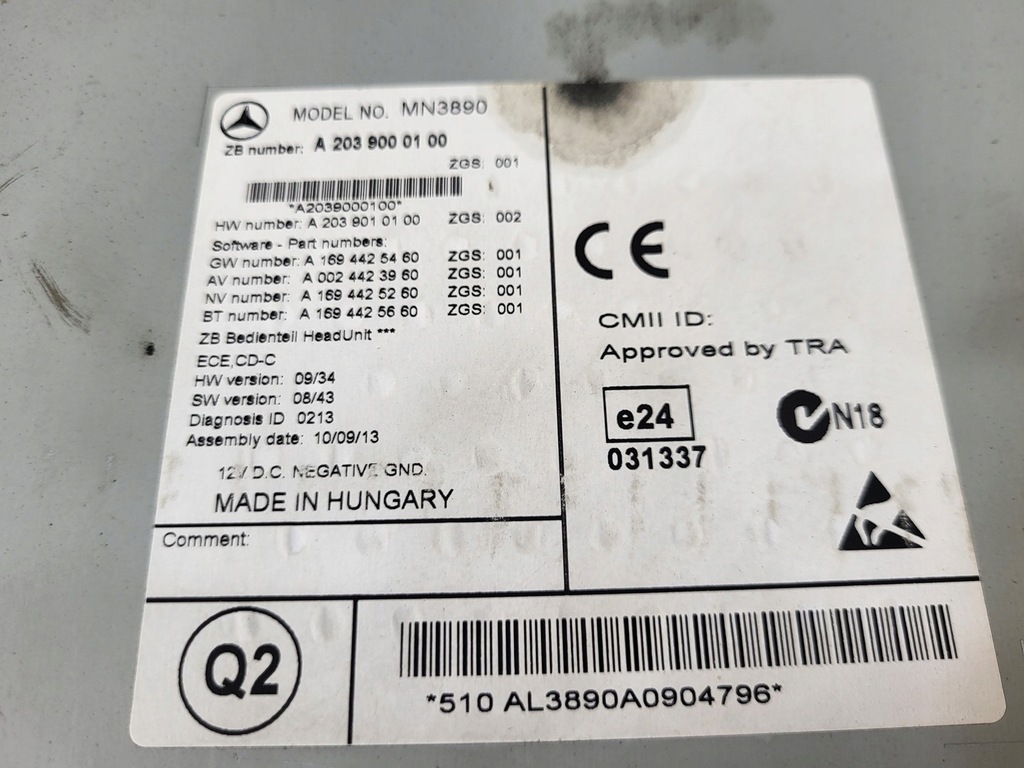 MODEL NO. MN3890
ZB number: A 203 900 01 00
ZGS: 001
*A2039000100*
HW number: A 203 901 01 00 ZGS: 002
Software - Part numbers:
GW number: A 169 442 54 60 ZGS: 001
AV number: A 002 442 39 60 ZGS: 001
NV number: A 169 442 52 60 ZGS: 001
BT number: A 169 442 56 60 ZGS: 001
ZB Bedienteil HeadUnit ***
ECE,CD-C
HW version: 09/34
SW version: 08/43
Diagnosis ID 0213
Assembly date: 10/09/13
12V D.C. NEGATIVE GND.
MADE IN HUNGARY
Comment:
CE
CMII ID:
Approved by TRA
e24
031337
N18
Q2
*510 AL3890A0904796*